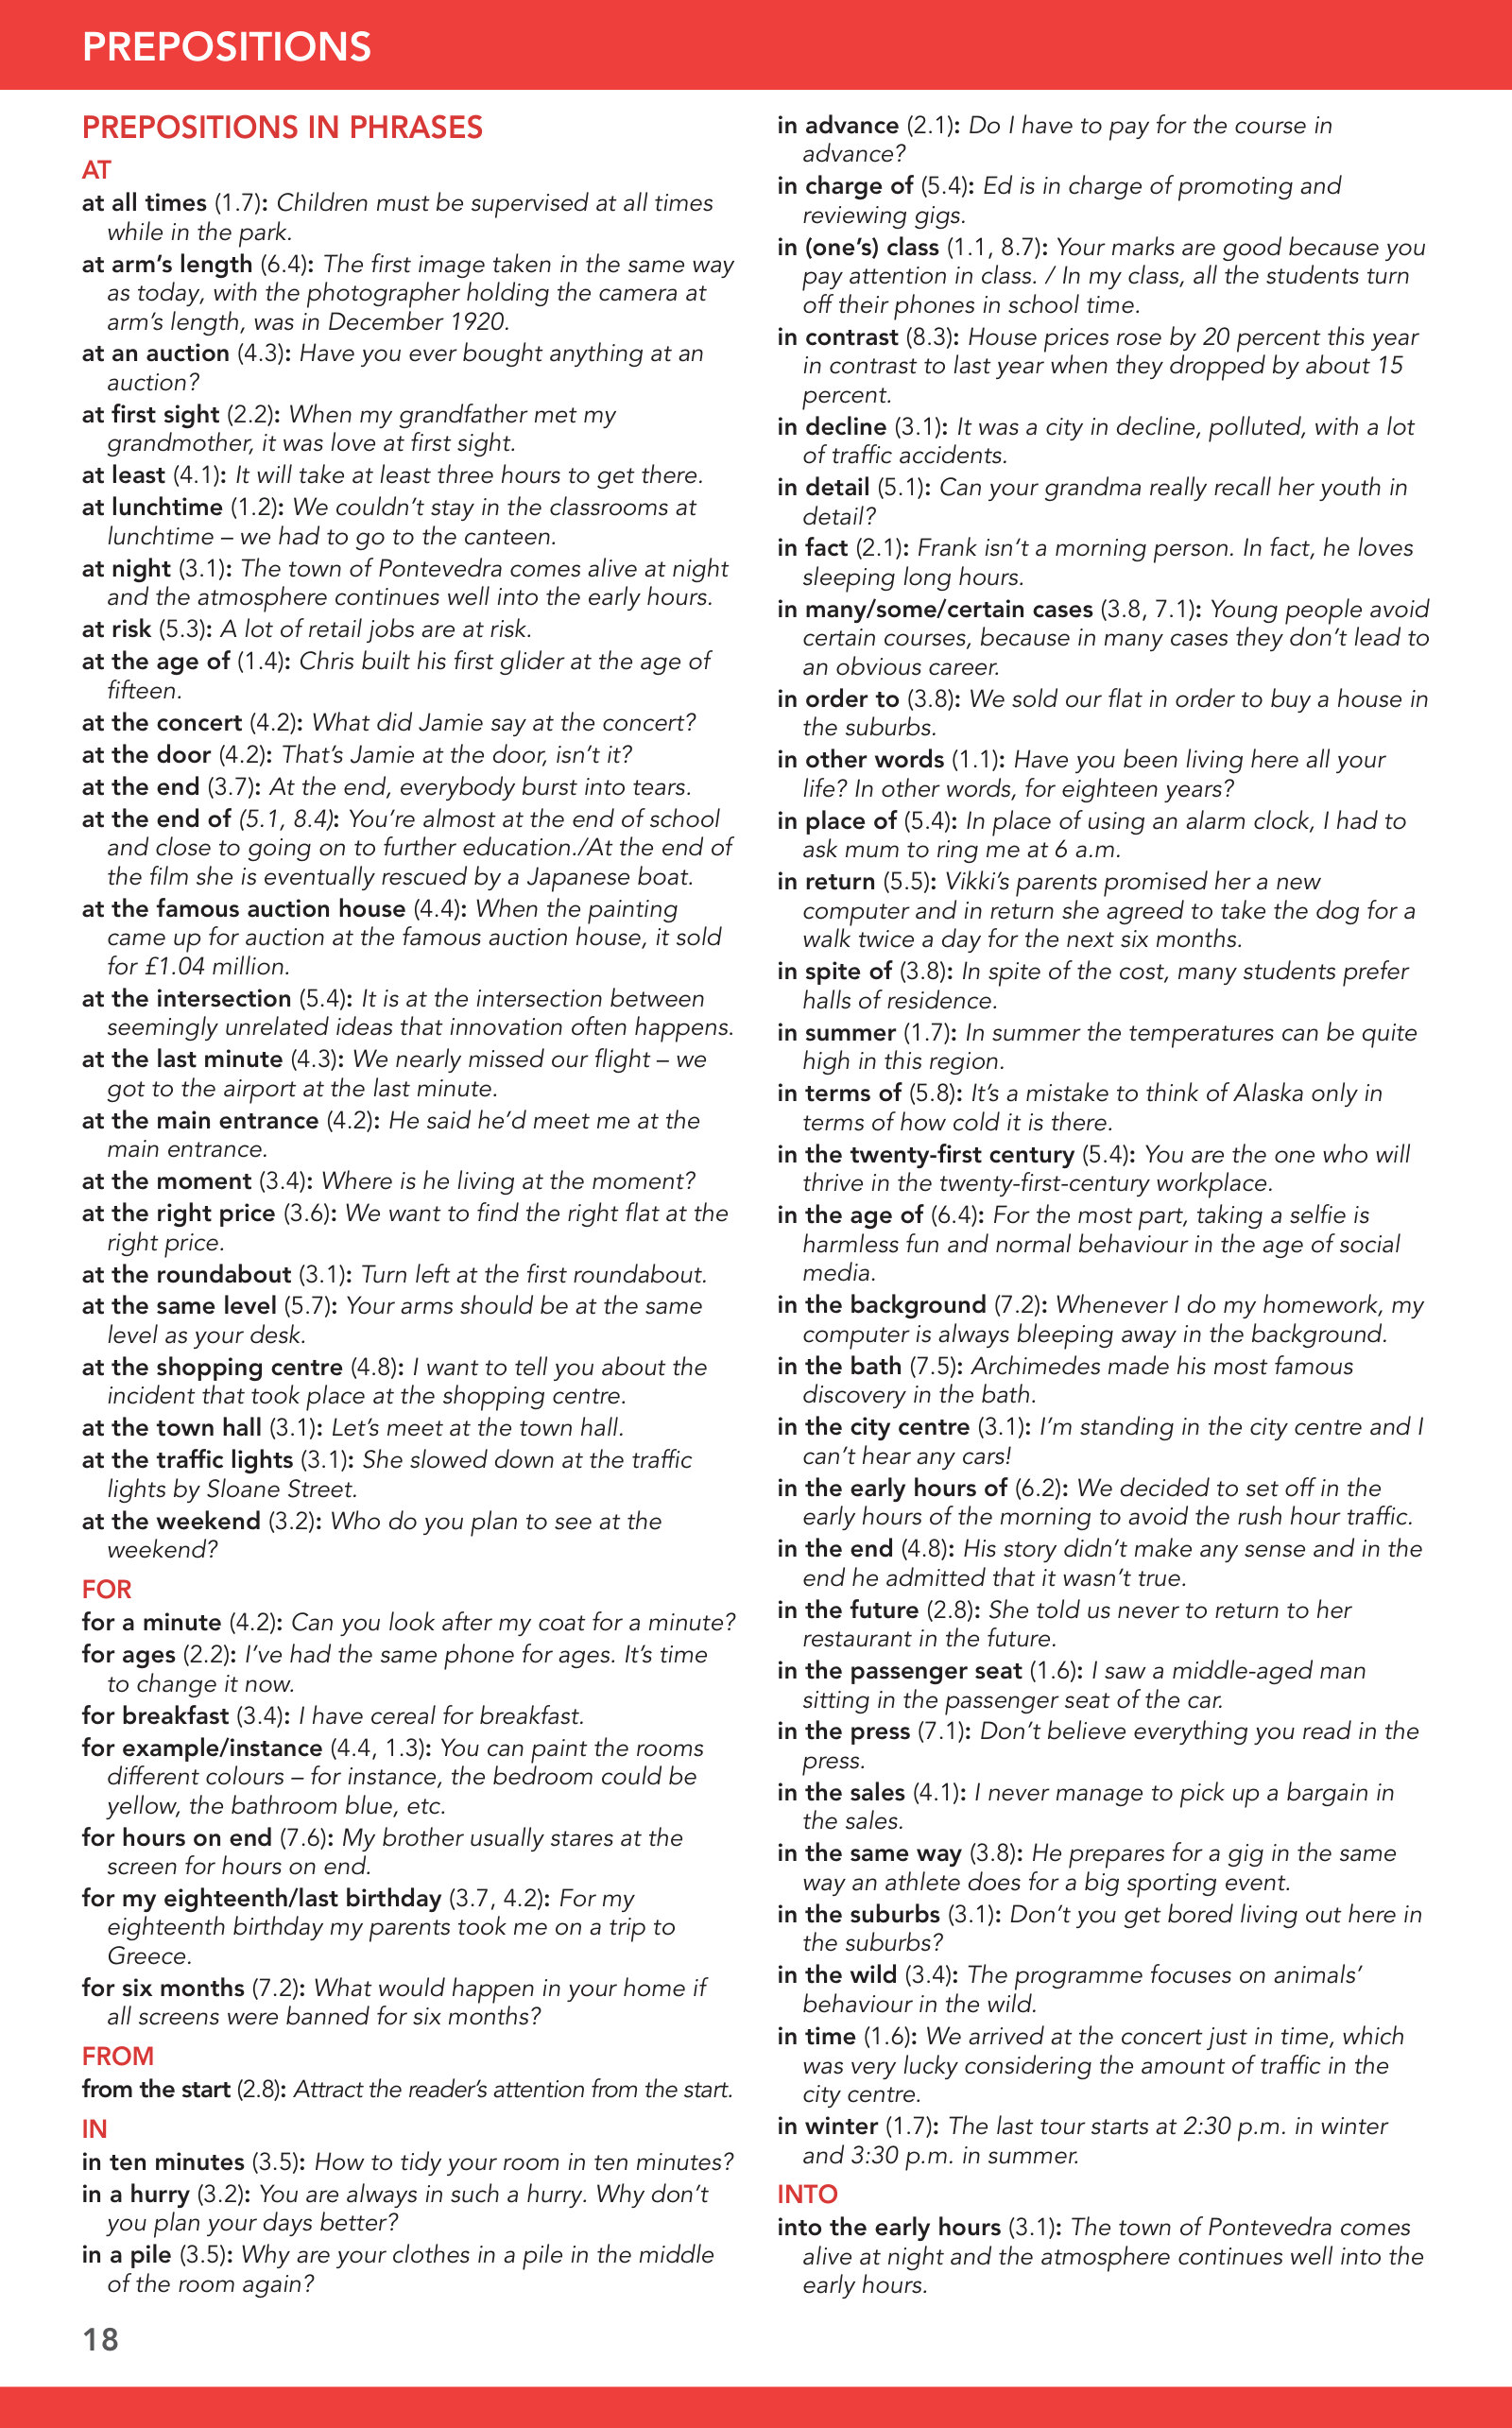 PREPOSITIONS
PREPOSITIONS IN PHRASES
AT
at all times (1.7): Children must be supervised at all times
while in the park.
at arm’s length (6.4): The first image taken in the same way
as today, with the photographer holding the camera at
arm’s length, was in December 1920.
at an auction (4.3): Have you ever bought anything at an
auction?
at first sight (2.2): When my grandfather met my
grandmother, it was love at first sight.
at least (4.1): It will take at least three hours to get there.
at lunchtime (1.2): We couldn’t stay in the classrooms at
lunchtime – we had to go to the canteen.
at night (3.1): The town of Pontevedra comes alive at night
and the atmosphere continues well into the early hours.
at risk (5.3): A lot of retail jobs are at risk.
at the age of (1.4): Chris built his first glider at the age of
fifteen.
at the concert (4.2): What did Jamie say at the concert?
at the door (4.2): That’s Jamie at the door, isn’t it?
at the end (3.7): At the end, everybody burst into tears.
at the end of (5.1, 8.4): You’re almost at the end of school
and close to going on to further education./At the end of
the film she is eventually rescued by a Japanese boat.
at the famous auction house (4.4): When the painting
came up for auction at the famous auction house, it sold
for £1.04 million.
at the intersection (5.4): It is at the intersection between
seemingly unrelated ideas that innovation often happens.
at the last minute (4.3): We nearly missed our flight – we
got to the airport at the last minute.
at the main entrance (4.2): He said he’d meet me at the
main entrance.
at the moment (3.4): Where is he living at the moment?
at the right price (3.6): We want to find the right flat at the
right price.
at the roundabout (3.1): Turn left at the first roundabout.
at the same level (5.7): Your arms should be at the same
level as your desk.
at the shopping centre (4.8): I want to tell you about the
incident that took place at the shopping centre.
at the town hall (3.1): Let’s meet at the town hall.
at the traffic lights (3.1): She slowed down at the traffic
lights by Sloane Street.
at the weekend (3.2): Who do you plan to see at the
weekend?
FOR
for a minute (4.2): Can you look after my coat for a minute?
for ages (2.2): I’ve had the same phone for ages. It’s time
to change it now.
for breakfast (3.4): I have cereal for breakfast.
for example/instance (4.4, 1.3): You can paint the rooms
different colours – for instance, the bedroom could be
yellow, the bathroom blue, etc.
for hours on end (7.6): My brother usually stares at the
screen for hours on end.
for my eighteenth/last birthday (3.7, 4.2): For my
eighteenth birthday my parents took me on a trip to
Greece.
for six months (7.2): What would happen in your home if
all screens were banned for six months?
FROM
from the start (2.8): Attract the reader’s attention from the start.
IN
in ten minutes (3.5): How to tidy your room in ten minutes?
in a hurry (3.2): You are always in such a hurry. Why don’t
you plan your days better?
in a pile (3.5): Why are your clothes in a pile in the middle
of the room again?
in advance (2.1): Do I have to pay for the course in
advance?
in charge of (5.4): Ed is in charge of promoting and
reviewing gigs.
in (one’s) class (1.1, 8.7): Your marks are good because you
pay attention in class. / In my class, all the students turn
off their phones in school time.
in contrast (8.3): House prices rose by 20 percent this year
in contrast to last year when they dropped by about 15
percent.
in decline (3.1): It was a city in decline, polluted, with a lot
of traffic accidents.
in detail (5.1): Can your grandma really recall her youth in
detail?
in fact (2.1): Frank isn’t a morning person. In fact, he loves
sleeping long hours.
in many/some/certain cases (3.8, 7.1): Young people avoid
certain courses, because in many cases they don’t lead to
an obvious career.
in order to (3.8): We sold our flat in order to buy a house in
the suburbs.
in other words (1.1): Have you been living here all your
life? In other words, for eighteen years?
in place of (5.4): In place of using an alarm clock, I had to
ask mum to ring me at 6 a.m.
in return (5.5): Vikki’s parents promised her a new
computer and in return she agreed to take the dog for a
walk twice a day for the next six months.
in spite of (3.8): In spite of the cost, many students prefer
halls of residence.
in summer (1.7): In summer the temperatures can be quite
high in this region.
in terms of (5.8): It’s a mistake to think of Alaska only in
terms of how cold it is there.
in the twenty-first century (5.4): You are the one who will
thrive in the twenty-first-century workplace.
in the age of (6.4): For the most part, taking a selfie is
harmless fun and normal behaviour in the age of social
media.
in the background (7.2): Whenever I do my homework, my
computer is always bleeping away in the background.
in the bath (7.5): Archimedes made his most famous
discovery in the bath.
in the city centre (3.1): I’m standing in the city centre and I
can’t hear any cars!
in the early hours of (6.2): We decided to set off in the
early hours of the morning to avoid the rush hour traffic.
in the end (4.8): His story didn’t make any sense and in the
end he admitted that it wasn’t true.
in the future (2.8): She told us never to return to her
restaurant in the future.
in the passenger seat (1.6): I saw a middle-aged man
sitting in the passenger seat of the car.
in the press (7.1): Don’t believe everything you read in the
press.
in the sales (4.1): I never manage to pick up a bargain in
the sales.
in the same way (3.8): He prepares for a gig in the same
way an athlete does for a big sporting event.
in the suburbs (3.1): Don’t you get bored living out here in
the suburbs?
in the wild (3.4): The programme focuses on animals’
behaviour in the wild.
in time (1.6): We arrived at the concert just in time, which
was very lucky considering the amount of traffic in the
city centre.
in winter (1.7): The last tour starts at 2:30 p.m. in winter
and 3:30 p.m. in summer.
INTO
into the early hours (3.1): The town of Pontevedra comes
alive at night and the atmosphere continues well into the
early hours.
18